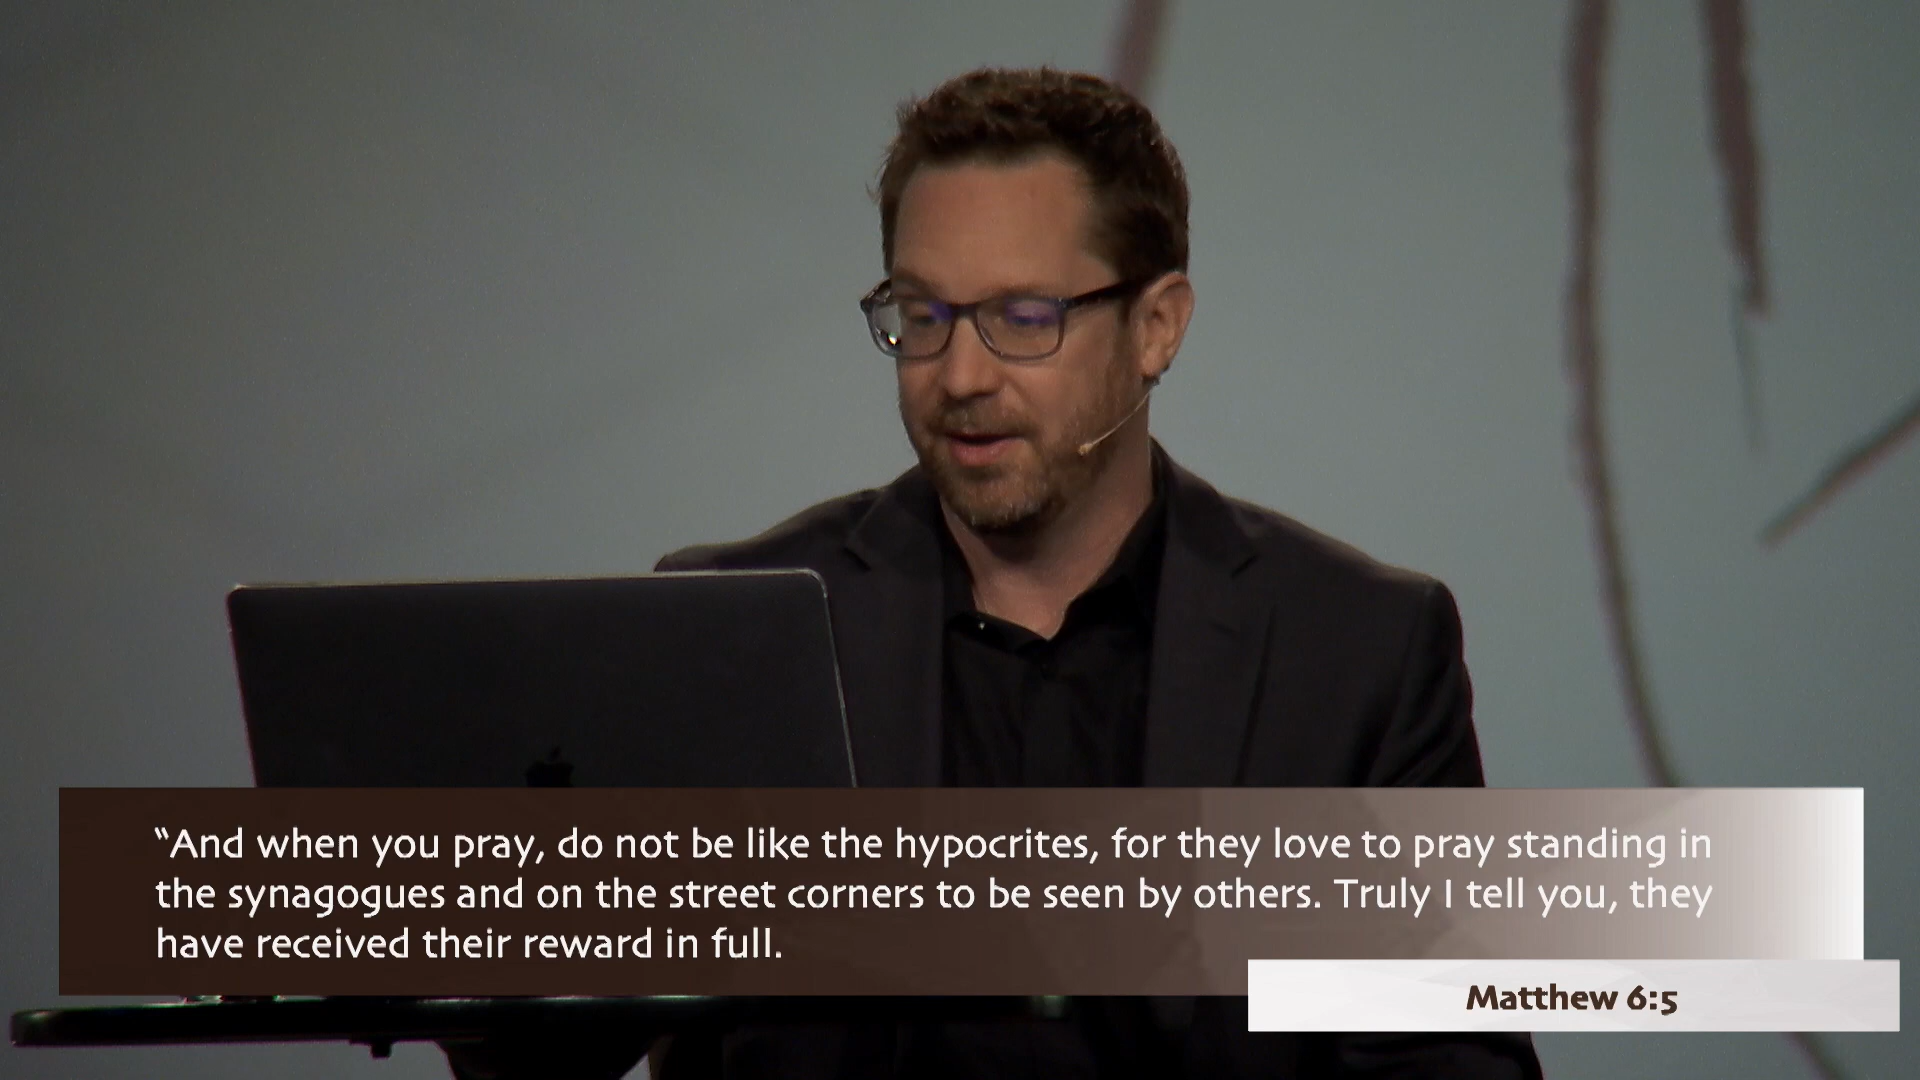 “And when you pray, do not be like the hypocrites, for they love to pray standing in
the synagogues and on the street corners to be seen by others. Truly I tell you, they
have received their reward in full.
Matthew 6:5